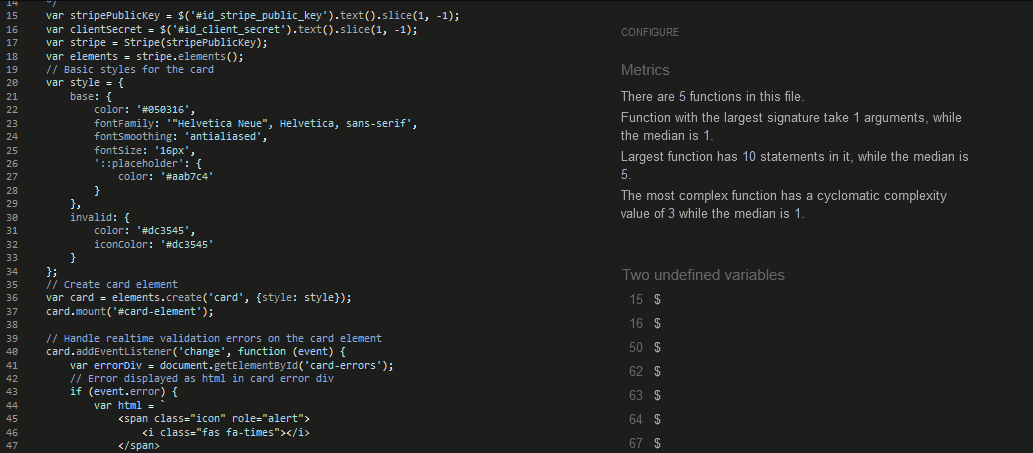 14 */
15 var stripePublicKey = $('#id_stripe_public_key').text().slice(1, -1);
16 var clientSecret = $('#id_client_secret').text().slice(1, -1);
17 var stripe = Stripe(stripePublicKey);
18 var elements = stripe.elements();
19 // Basic styles for the card
20 var style = {
21 base: {
22 color: '#050316',
23 fontFamily: '"Helvetica Neue", Helvetica, sans-serif',
24 fontSmoothing: 'antialiased',
25 fontSize: '16px',
26 '::placeholder': {
27 color: '#aab7c4'
28 }
29 },
30 invalid: {
31 color: '#dc3545',
32 iconColor: '#dc3545'
33 }
34 };
35 // Create card element
36 var card = elements.create('card', {style: style});
37 card.mount('#card-element');
38
39 // Handle realtime validation errors on the card element
40 card.addEventListener('change', function (event) {
41 var errorDiv = document.getElementById('card-errors');
42 // Error displayed as html in card error div
43 if (event.error) {
44 var html = `
45 <span class="icon" role="alert">
46 <i class="fas fa-times"></i>
47 </span>
CONFIGURE
Metrics
There are 5 functions in this file.
Function with the largest signature take 1 arguments, while
the median is 1.
Largest function has 10 statements in it, while the median is
5.
The most complex function has a cyclomatic complexity
value of 3 while the median is 1.
Two undefined variables
15 $
16 $
50 $
62 $
63 $
64 $
67 $